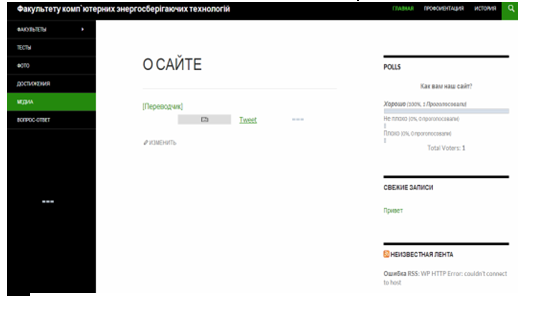 Факультету комп`ютерних энергосберігаючих технологій
ГЛАВНАЯ ПРОФОИЕНТАЦИЯ ИСТОРИЯ
ФАКУЛЬТЕТЫ
ТЕСТЫ
ФОТО
ДОСТИЖЕНИЯ
МЕДИА
ВОПРОС-ОТВЕТ
О САЙТЕ
[Переводчик]
Tweet
ИЗМЕНИТЬ
POLLS
Как вам наш сайт?
Хорошо (100%, 1 Проголосовали)
Не плохо (0%, 0 проголосовали)
Плохо (0%, 0 проголосовали)
Total Voters: 1
СВЕЖИЕ ЗАПИСИ
Привет
НЕИЗВЕСТНАЯ ЛЕНТА
Ошибка RSS: WP HTTP Error: couldn't connect
to host